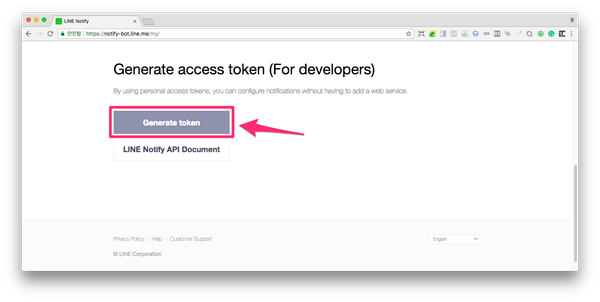 LINE Notify
안전함 https://notify-bot.line.me/my/
Generate access token (For developers)
By using personal access tokens, you can configure notifications without having to add a web service.
Generate token
LINE Notify API Document
Privacy Policy | Help | Customer Support
English
© LINE Corporation